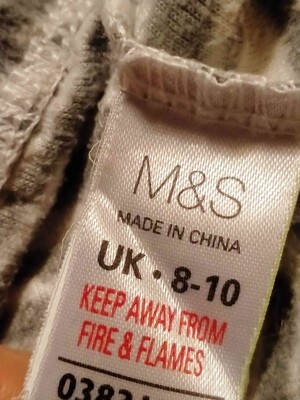 M&S
MADE IN CHINA
UK • 8-10
KEEP AWAY FROM
FIRE & FLAMES